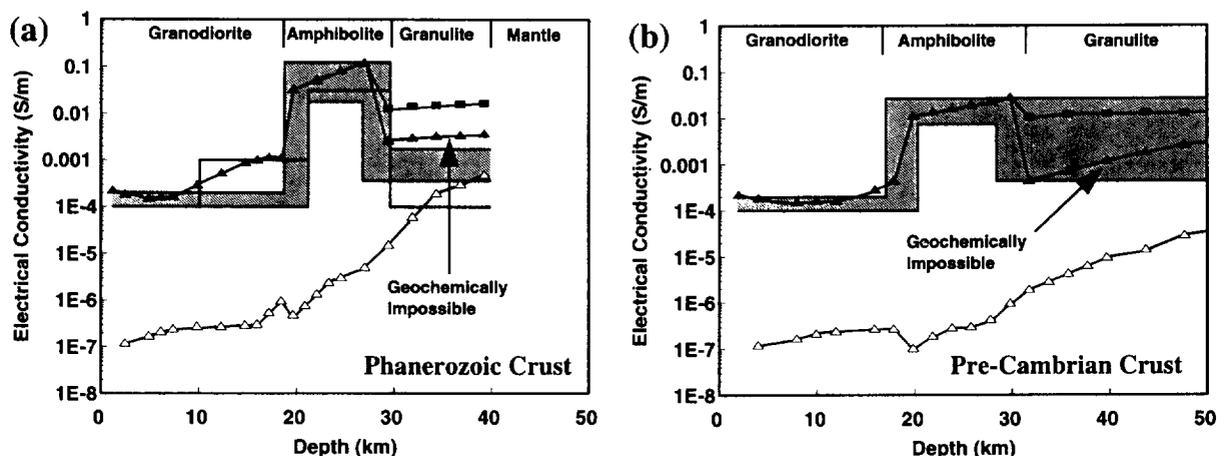 (a)
Granodiorite Amphibolite Granulite Mantle
Electrical Conductivity (S/m)
1
0.1
0.01
0.001
1E-4
1E-5
1E-6
1E-7
1E-8
Geochemically
Impossible
Phanerozoic Crust
0 10 20 30 40 50
Depth (km)
(b)
Granodiorite Amphibolite Granulite
Electrical Conductivity (S/m)
1
0.1
0.01
0.001
1E-4
1E-5
1E-6
1E-7
1E-8
Geochemically
Impossible
Pre-Cambrian Crust
0 10 20 30 40 50
Depth (km)